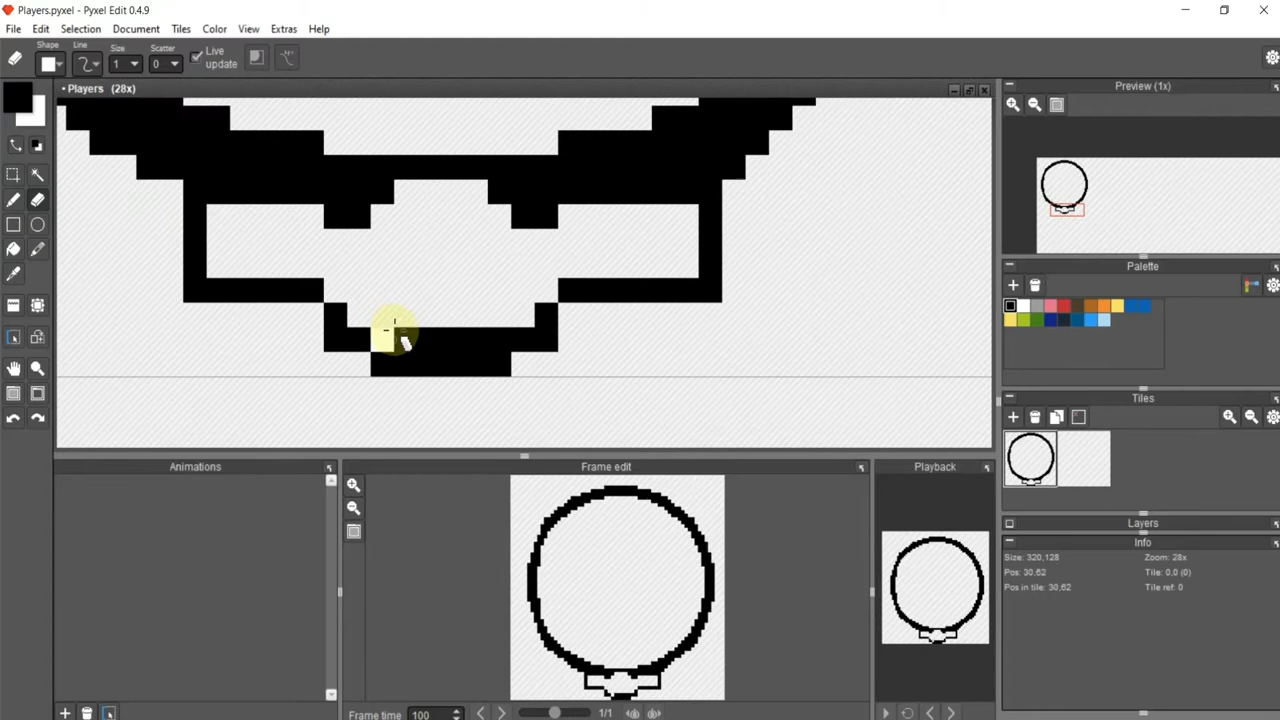 Players.pyxel - Pyxel Edit 0.4.9
File Edit Selection Document Tiles Color View Extras Help
Shape Line Size Scatter
1 0
Live
update
• Players (28x)
Preview (1x)
Palette
Tiles
Layers
Info
Size: 320,128 Zoom: 28x
Pos: 30,62 Tile: 0,0 (0)
Pos in tile: 30,62 Tile ref: 0
Animations Frame edit Playback
Frame time 100 1/1